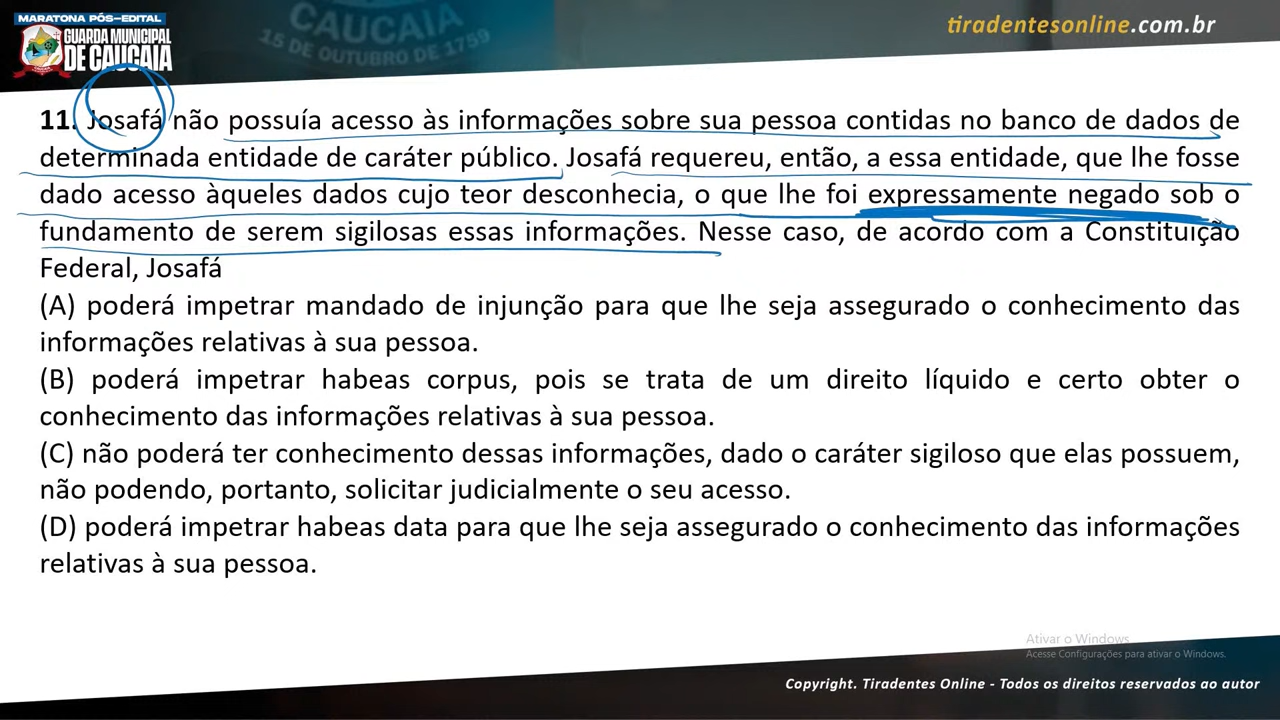 MARATONA PÓS-EDITAL
GUARDA MUNICIPAL
DE CAUCAIA
CAUCAIA
15 DE OUTUBRO DE 1759
tiradentesonline.com.br
11. Josafá não possuía acesso às informações sobre sua pessoa contidas no banco de dados de
determinada entidade de caráter público. Josafá requereu, então, a essa entidade, que lhe fosse
dado acesso àqueles dados cujo teor desconhecia, o que lhe foi expressamente negado sob o
fundamento de serem sigilosas essas informações. Nesse caso, de acordo com a Constituição
Federal, Josafá
(A) poderá impetrar mandado de injunção para que lhe seja assegurado o conhecimento das
informações relativas à sua pessoa.
(B) poderá impetrar habeas corpus, pois se trata de um direito líquido e certo obter o
conhecimento das informações relativas à sua pessoa.
(C) não poderá ter conhecimento dessas informações, dado o caráter sigiloso que elas possuem,
não podendo, portanto, solicitar judicialmente o seu acesso.
(D) poderá impetrar habeas data para que lhe seja assegurado o conhecimento das informações
relativas à sua pessoa.
Ativar o Windows
Acesse Configurações para ativar o Windows.
Copyright. Tiradentes Online - Todos os direitos reservados ao autor